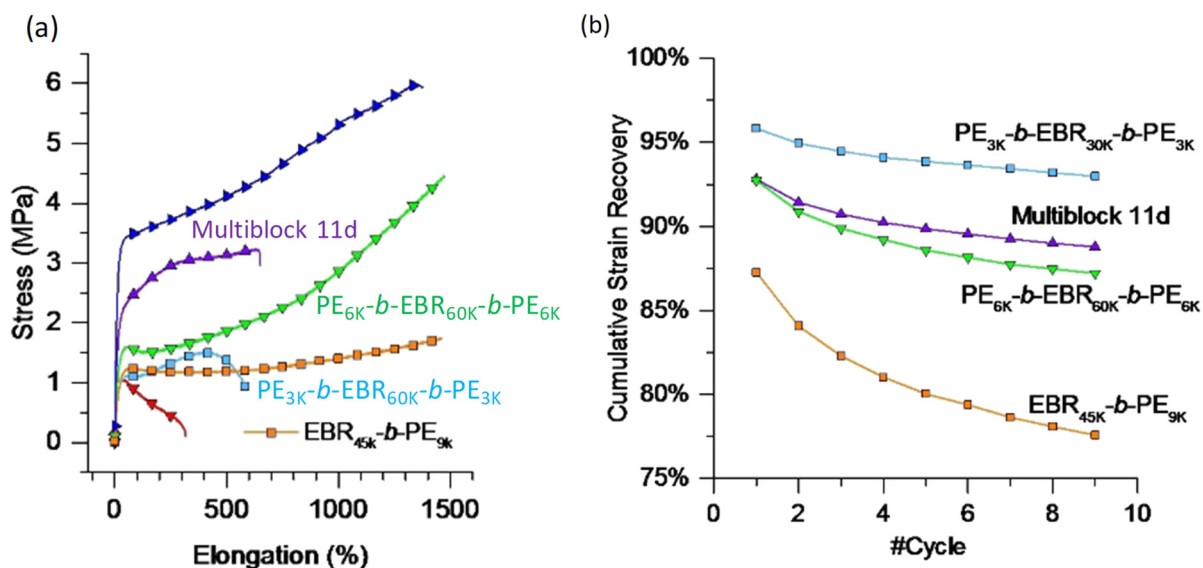 (a)
6
5
4
3
2
1
0
Stress (MPa)
Multiblock 11d
PE6K-b-EBR60K-b-PE6K
PE3K-b-EBR60K-b-PE3K
EBR45k-b-PE9k
0 500 1000 1500
Elongation (%)
(b)
100%
95%
90%
85%
80%
75%
Cumulative Strain Recovery
PE3K-b-EBR30K-b-PE3K
Multiblock 11d
PE6K-b-EBR60K-b-PE6K
EBR45K-b-PE9K
0 2 4 6 8 10
#Cycle